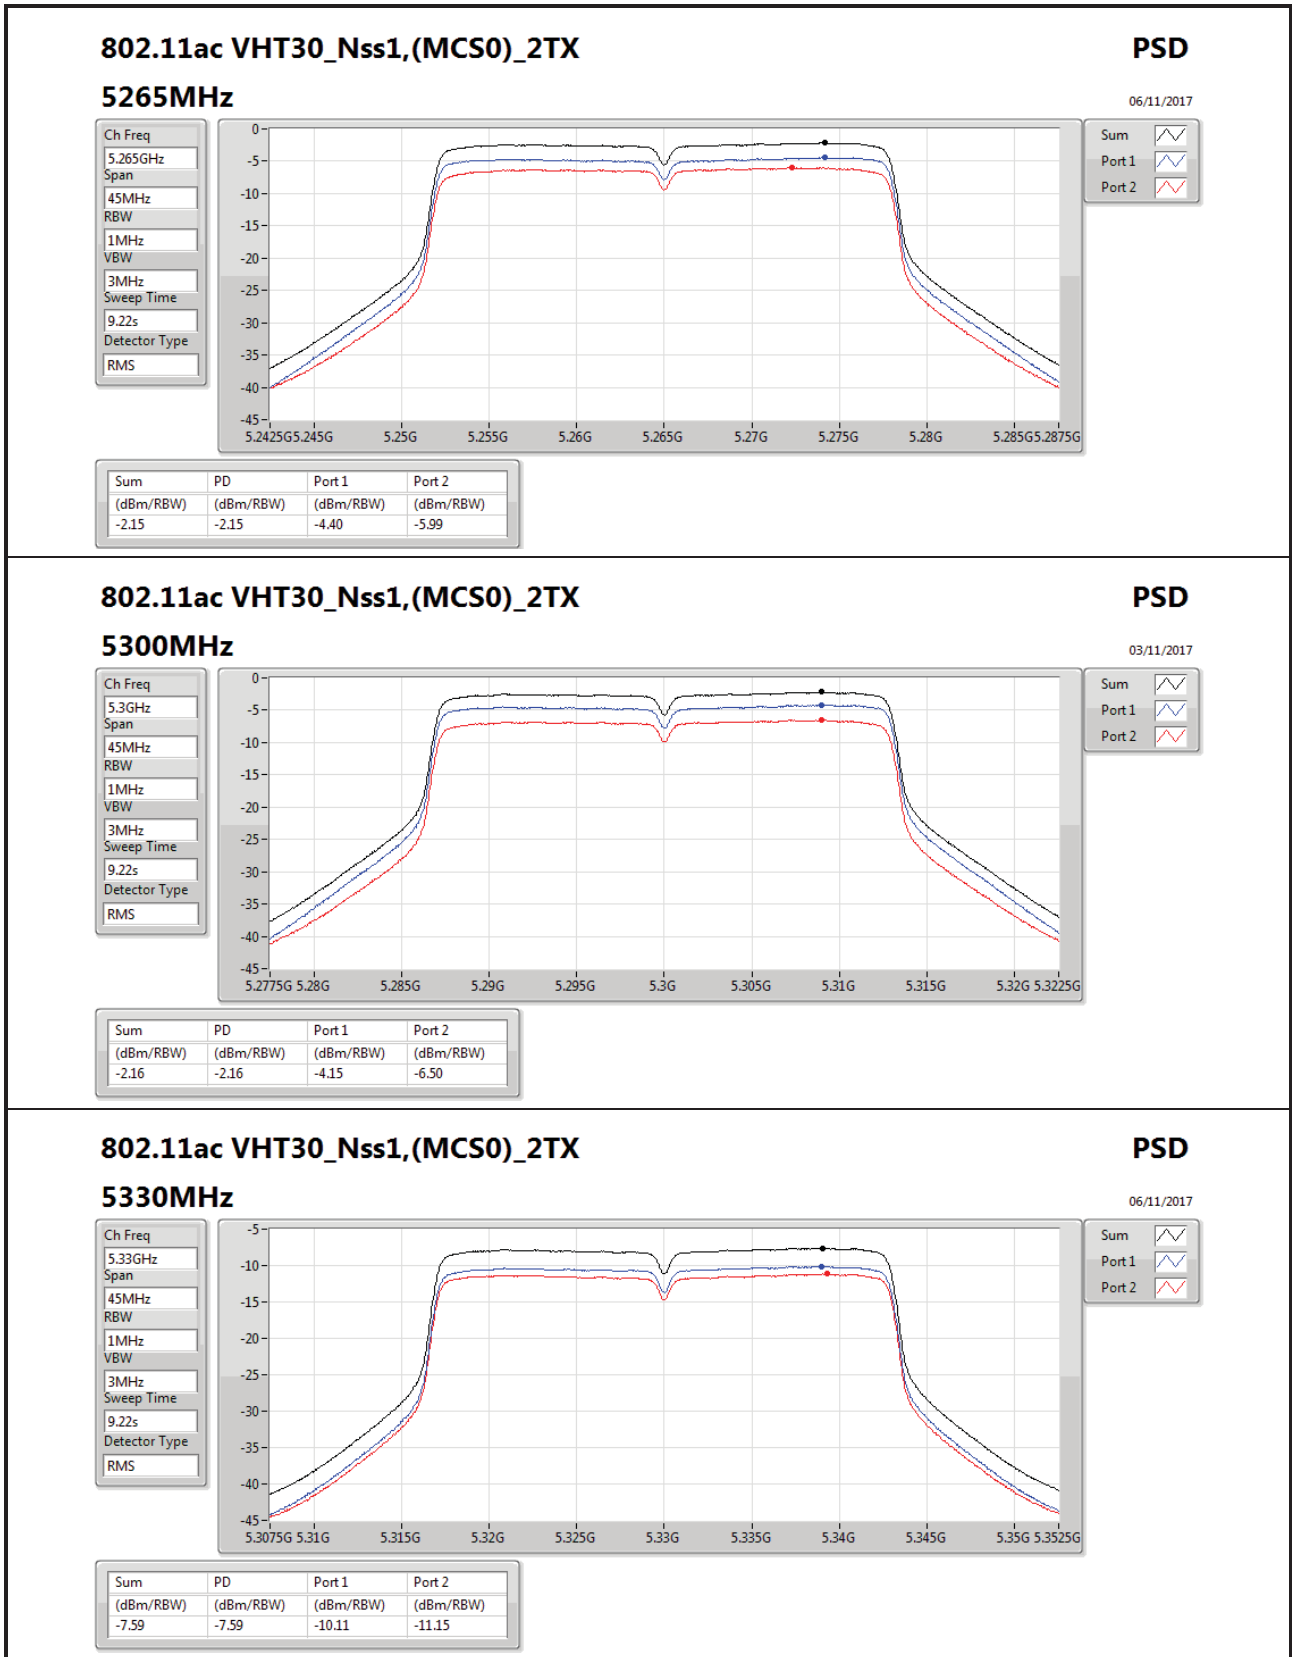 802.11ac VHT30_Nss1,(MCS0)_2TX PSD
5265MHz 06/11/2017
Ch Freq
5.265GHz
Span
45MHz
RBW
1MHz
VBW
3MHz
Sweep Time
9.22s
Detector Type
RMS
0
-5
-10
-15
-20
-25
-30
-35
-40
-45
5.2425G 5.245G 5.25G 5.255G 5.26G 5.265G 5.27G 5.275G 5.28G 5.285G 5.2875G
Sum
Port 1
Port 2
Sum PD Port 1 Port 2
(dBm/RBW) (dBm/RBW) (dBm/RBW) (dBm/RBW)
-2.15 -2.15 -4.40 -5.99
802.11ac VHT30_Nss1,(MCS0)_2TX PSD
5300MHz 03/11/2017
Ch Freq
5.3GHz
Span
45MHz
RBW
1MHz
VBW
3MHz
Sweep Time
9.22s
Detector Type
RMS
0
-5
-10
-15
-20
-25
-30
-35
-40
-45
5.2775G 5.28G 5.285G 5.29G 5.295G 5.3G 5.305G 5.31G 5.315G 5.32G 5.3225G
Sum
Port 1
Port 2
Sum PD Port 1 Port 2
(dBm/RBW) (dBm/RBW) (dBm/RBW) (dBm/RBW)
-2.16 -2.16 -4.15 -6.50
802.11ac VHT30_Nss1,(MCS0)_2TX PSD
5330MHz 06/11/2017
Ch Freq
5.33GHz
Span
45MHz
RBW
1MHz
VBW
3MHz
Sweep Time
9.22s
Detector Type
RMS
-5
-10
-15
-20
-25
-30
-35
-40
-45
5.3075G 5.31G 5.315G 5.32G 5.325G 5.33G 5.335G 5.34G 5.345G 5.35G 5.3525G
Sum
Port 1
Port 2
Sum PD Port 1 Port 2
(dBm/RBW) (dBm/RBW) (dBm/RBW) (dBm/RBW)
-7.59 -7.59 -10.11 -11.15